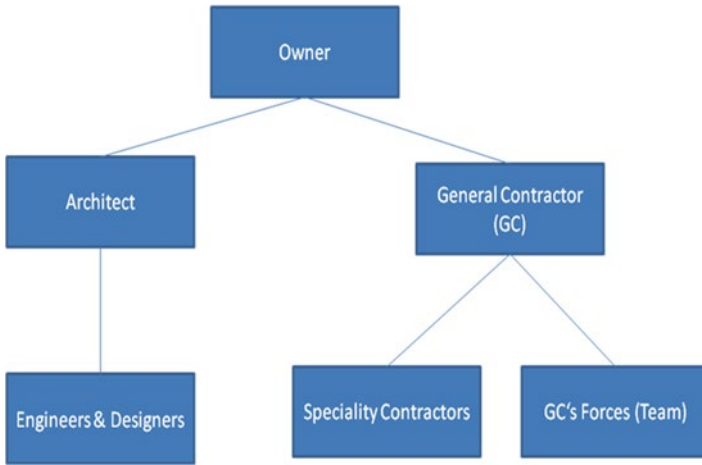 Owner
Architect
General Contractor
(GC)
Engineers & Designers
Speciality Contractors
GC's Forces (Team)